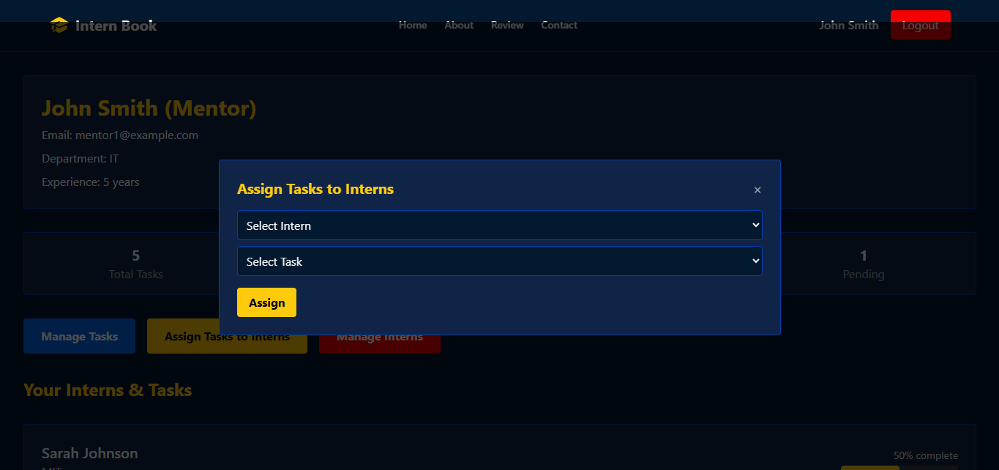 Intern Book
Home
About
Review
Contact
John Smith
Logout
John Smith (Mentor)
Email: mentor1@example.com
Department: IT
Experience: 5 years
Assign Tasks to Interns
×
Select Intern
Select Task
Assign
5
Total Tasks
1
Pending
Manage Tasks
Assign Tasks to Interns
Manage Interns
Your Interns & Tasks
Sarah Johnson
50% complete
MIT